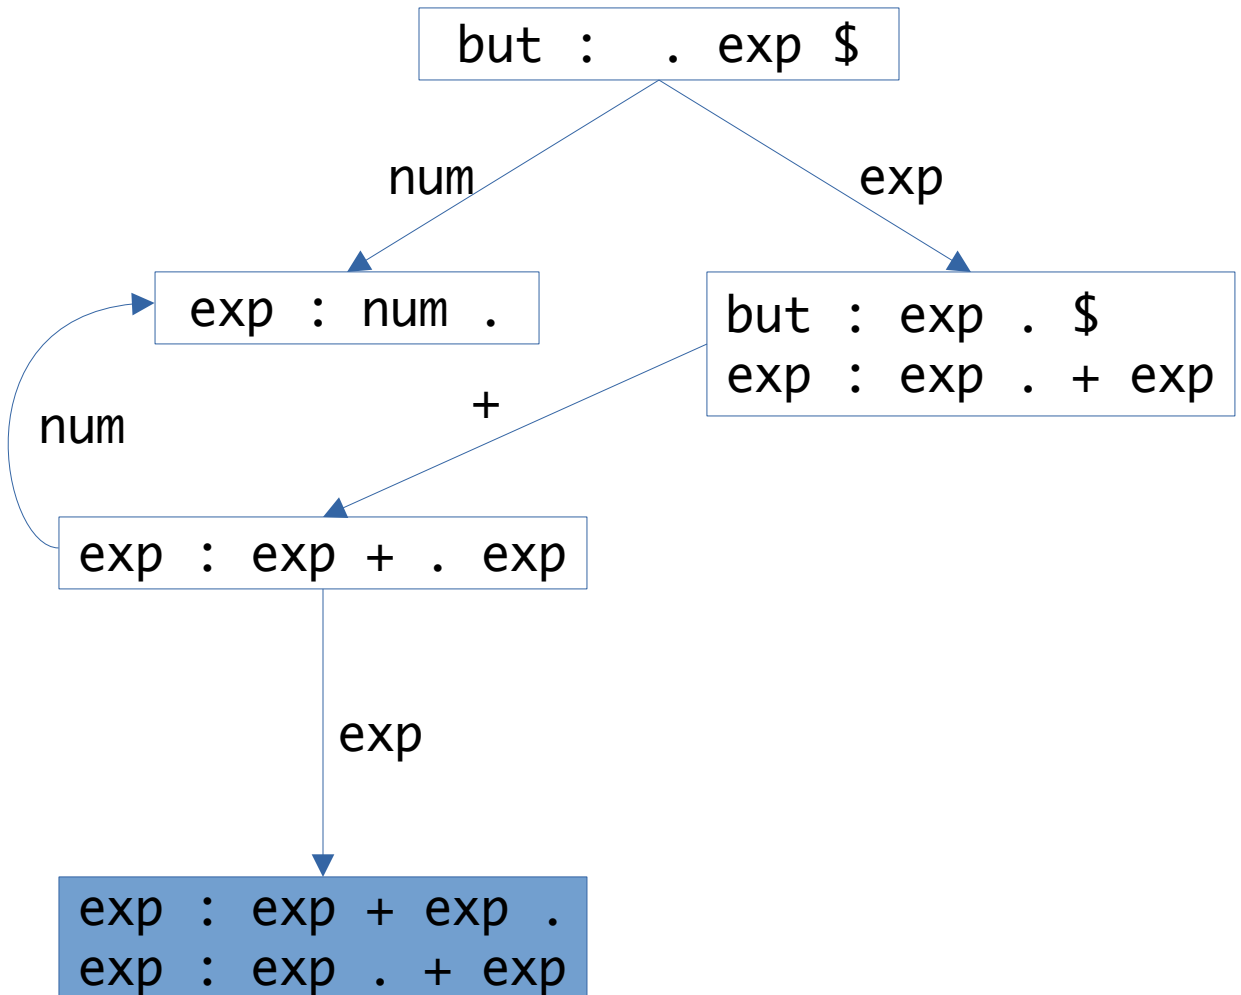 but : . exp $
num
exp
exp : num .
but : exp . $
exp : exp . + exp
+
num
exp : exp + . exp
exp
exp : exp + exp .
exp : exp . + exp